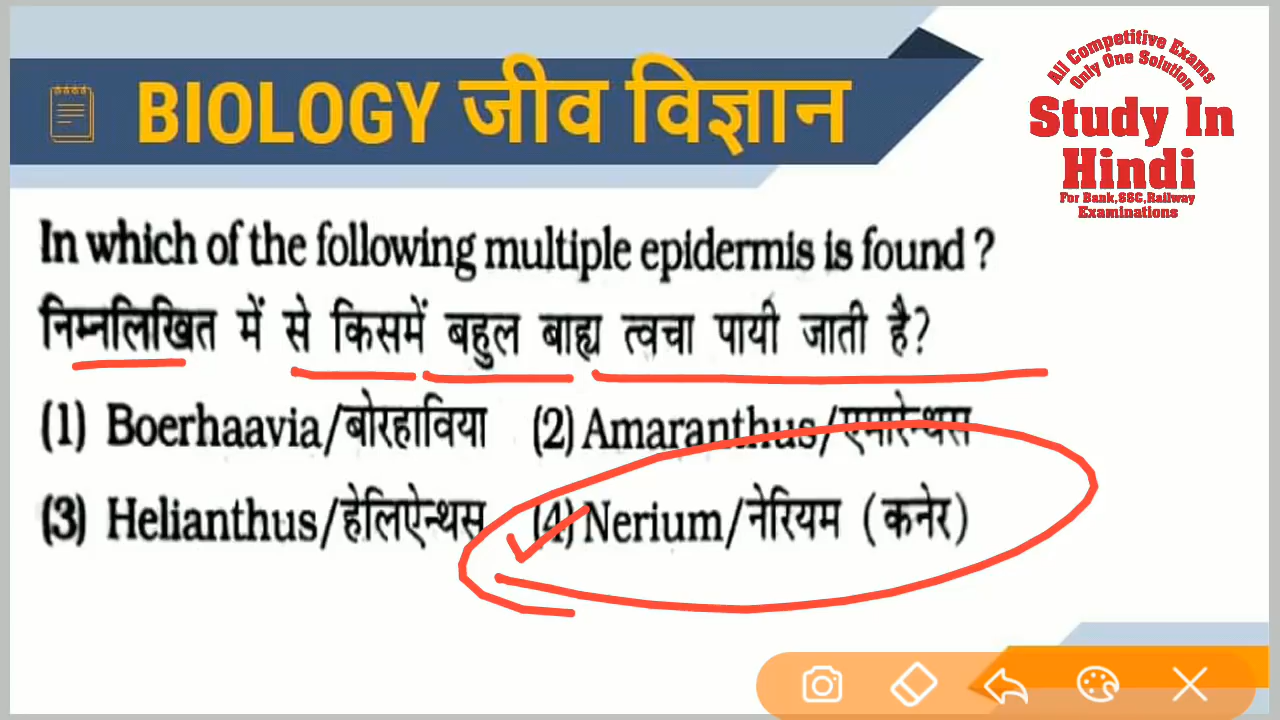 BIOLOGY जीव विज्ञान
All Competitive Exams
Only One Solution
Study In
Hindi
For Bank,SSC,Railway
Examinations
In which of the following multiple epidermis is found ?
निम्नलिखित में से किसमें बहुल बाह्य त्वचा पायी जाती है?
(1) Boerhaavia/बोरहाविया (2) Amaranthus/एमारेन्थस
(3) Helianthus/हेलिऐन्थस (4) Nerium/नेरियम (कनेर)